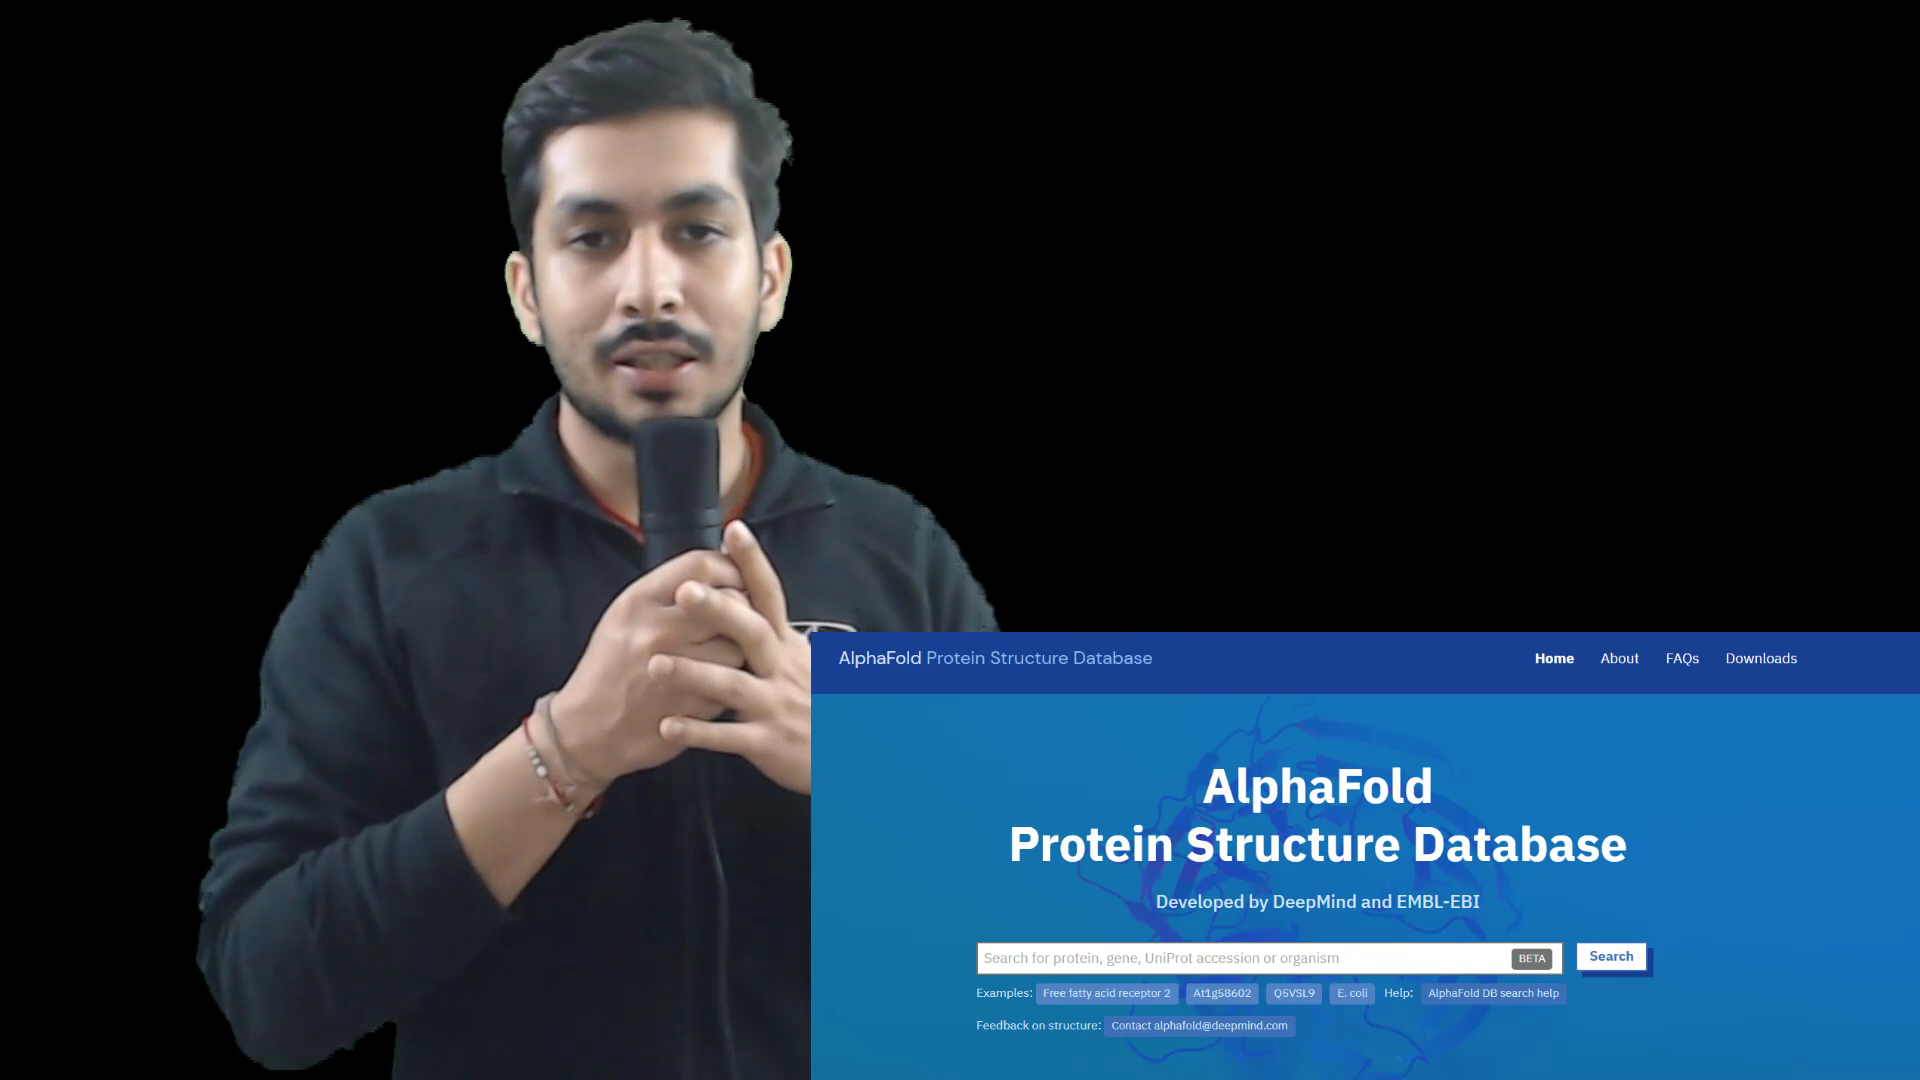 AlphaFold Protein Structure Database
Home About FAQs Downloads
AlphaFold
Protein Structure Database
Developed by DeepMind and EMBL-EBI
Search for protein, gene, UniProt accession or organism BETA Search
Examples: Free fatty acid receptor 2 At1g58602 Q5VSL9 E. coli Help: AlphaFold DB search help
Feedback on structure: Contact alphafold@deepmind.com